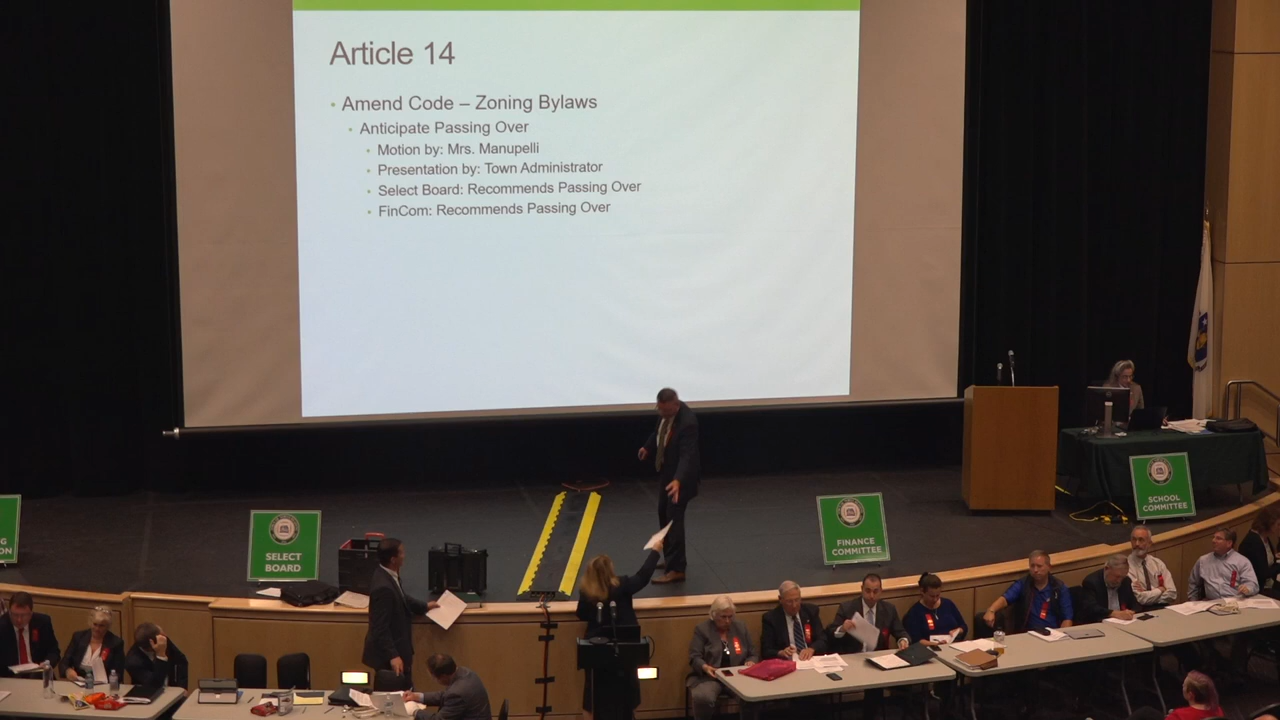 Article 14
• Amend Code – Zoning Bylaws
• Anticipate Passing Over
• Motion by: Mrs. Manupelli
• Presentation by: Town Administrator
• Select Board: Recommends Passing Over
• FinCom: Recommends Passing Over
SELECT
BOARD
FINANCE
COMMITTEE
SCHOOL
COMMITTEE